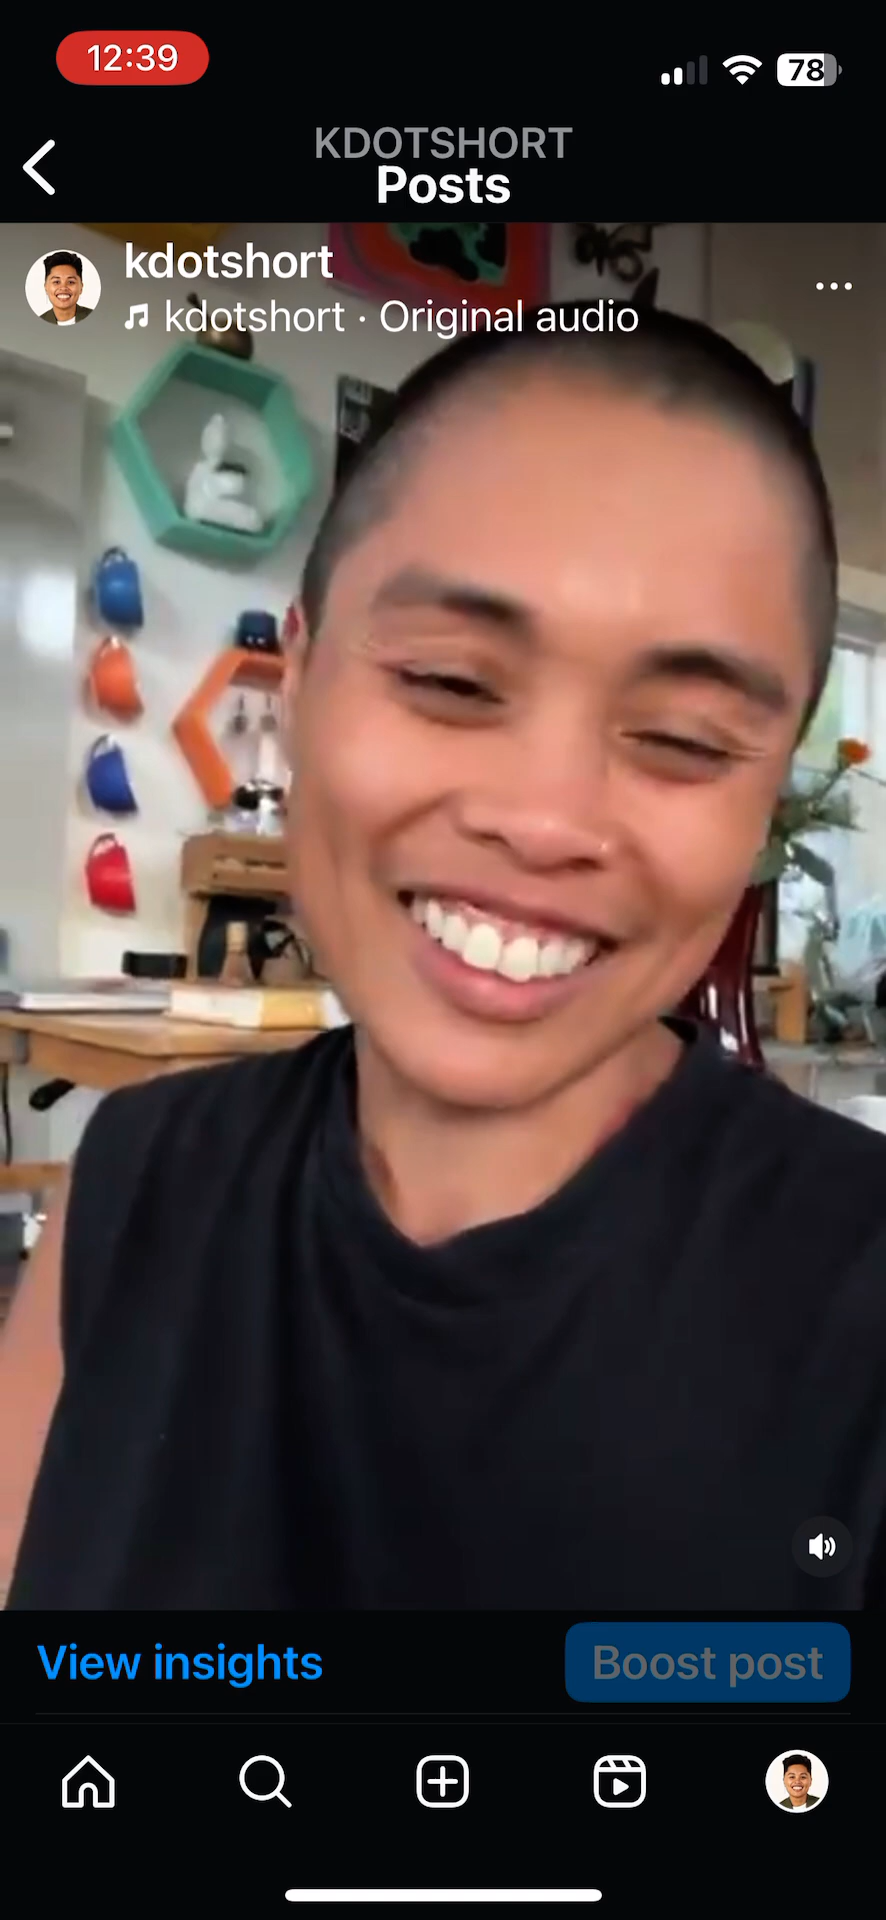 12:39
78
KDOTSHORT
Posts
kdotshort
kdotshort · Original audio
View insights
Boost post